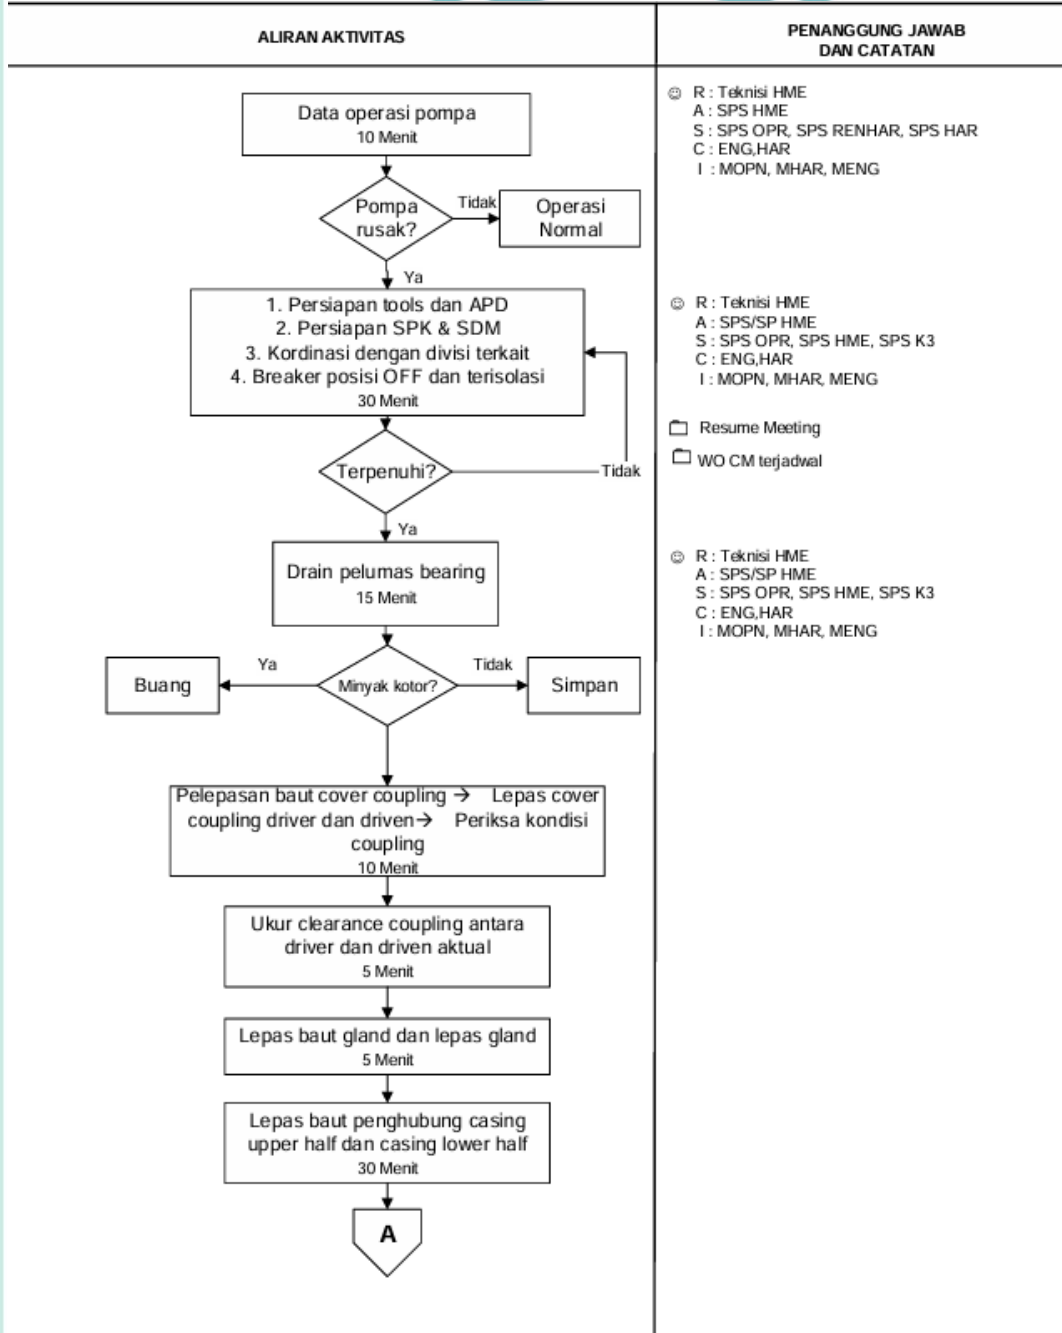 ALIRAN AKTIVITAS
PENANGGUNG JAWAB
DAN CATATAN
Data operasi pompa
10 Menit
Pompa
rusak?
Tidak
Operasi
Normal
Ya
1. Persiapan tools dan APD
2. Persiapan SPK & SDM
3. Kordinasi dengan divisi terkait
4. Breaker posisi OFF dan terisolasi
30 Menit
Terpenuhi?
Tidak
Ya
Drain pelumas bearing
15 Menit
Minyak kotor?
Ya
Buang
Tidak
Simpan
Pelepasan baut cover coupling → Lepas cover
coupling driver dan driven→ Periksa kondisi
coupling
10 Menit
Ukur clearance coupling antara
driver dan driven aktual
5 Menit
Lepas baut gland dan lepas gland
5 Menit
Lepas baut penghubung casing
upper half dan casing lower half
30 Menit
A
☺ R : Teknisi HME
A : SPS HME
S : SPS OPR, SPS RENHAR, SPS HAR
C : ENG,HAR
I : MOPN, MHAR, MENG
☺ R : Teknisi HME
A : SPS/SP HME
S : SPS OPR, SPS HME, SPS K3
C : ENG,HAR
I : MOPN, MHAR, MENG
Resume Meeting
WO CM terjadwal
☺ R : Teknisi HME
A : SPS/SP HME
S : SPS OPR, SPS HME, SPS K3
C : ENG,HAR
I : MOPN, MHAR, MENG